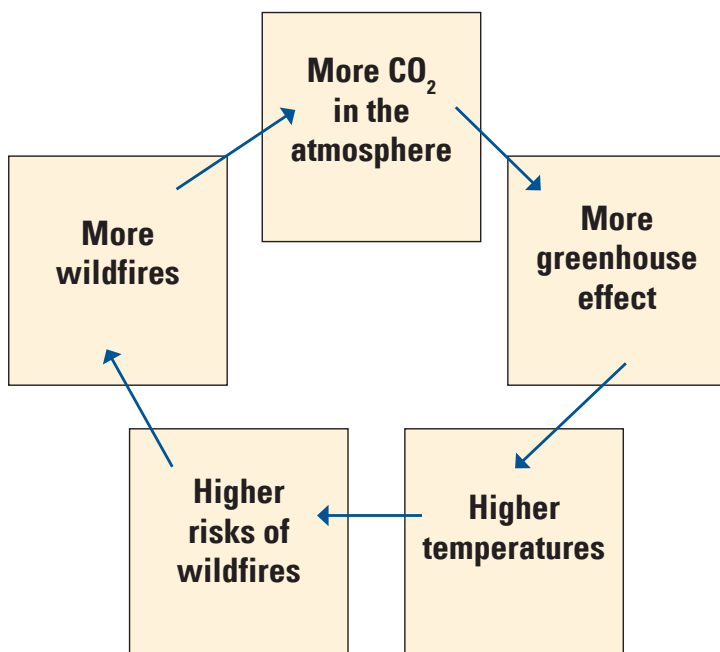 More CO₂
in the
atmosphere
More
greenhouse
effect
Higher
temperatures
Higher
risks of
wildfires
More
wildfires